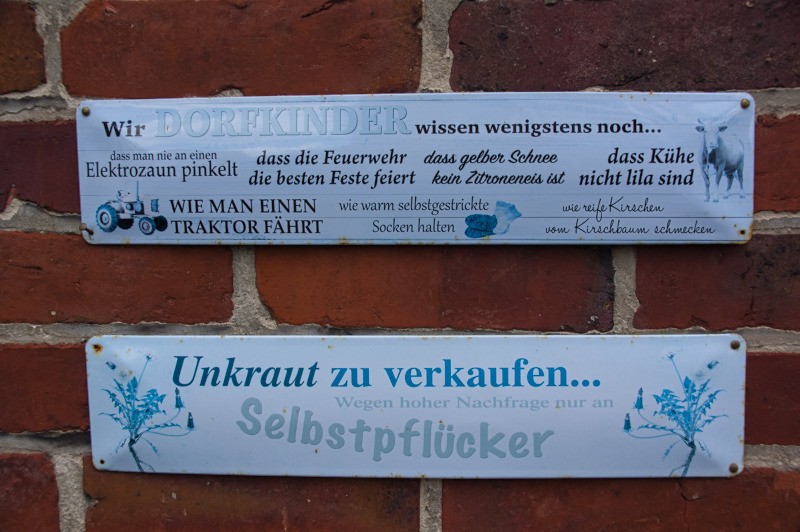 Wir DORFKINDER wissen wenigstens noch...
dass man nie an einen
Elektrozaun pinkelt
dass die Feuerwehr
die besten Feste feiert
dass gelber Schnee
kein Zitroneneis ist
dass Kühe
nicht lila sind
WIE MAN EINEN
TRAKTOR FÄHRT
wie warm selbstgestrickte
Socken halten
wie reife Kirschen
vom Kirschbaum schmecken
Unkraut zu verkaufen...
Wegen hoher Nachfrage nur an
Selbstpflücker